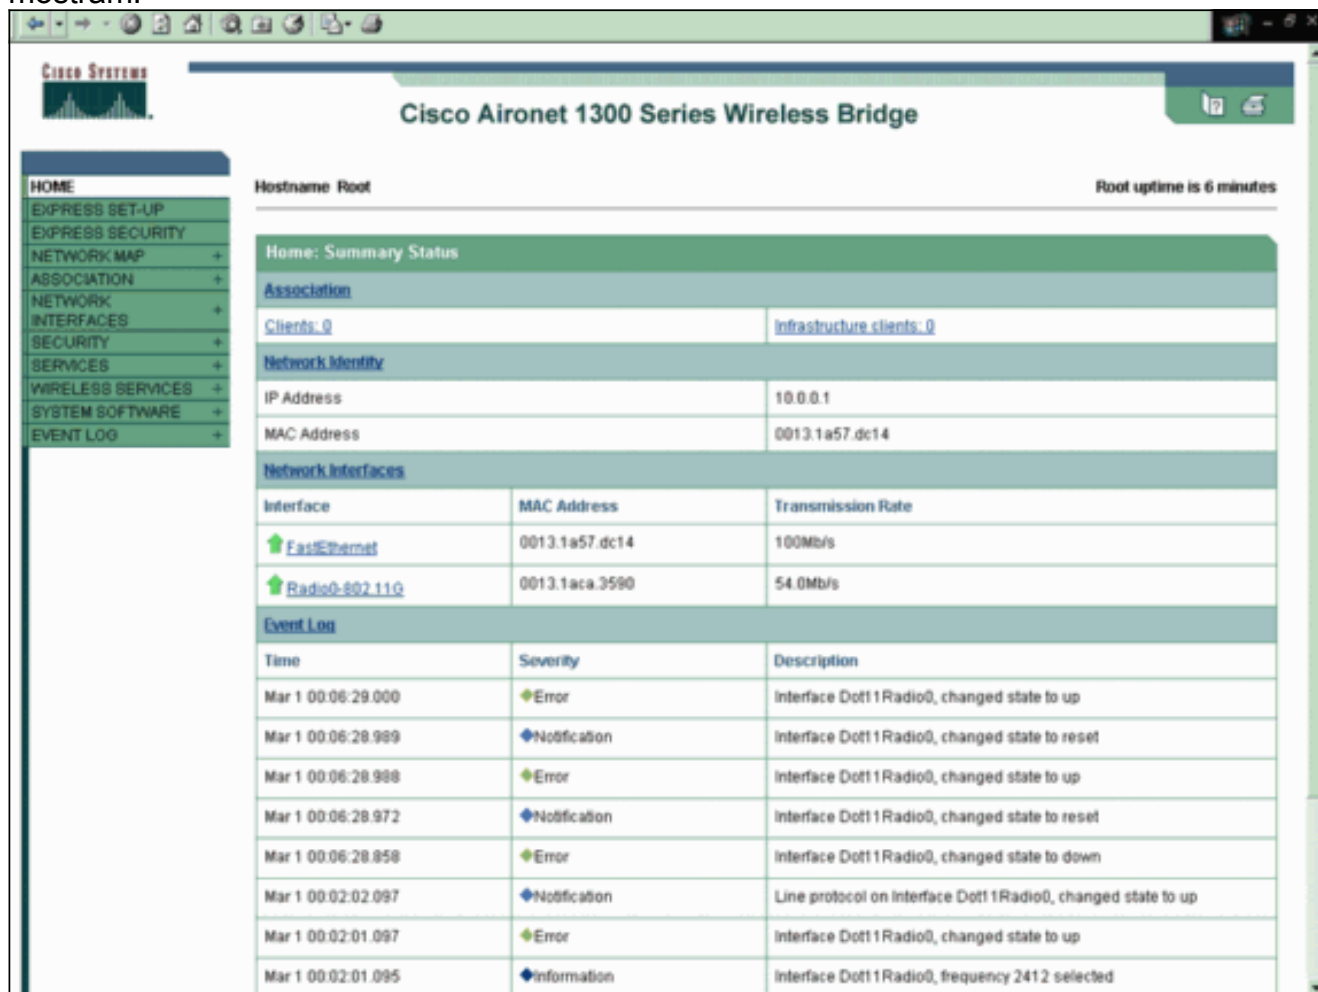 mostram:
CISCO SYSTEMS
Cisco Aironet 1300 Series Wireless Bridge
HOME
EXPRESS SET-UP
EXPRESS SECURITY
NETWORK MAP +
ASSOCIATION +
NETWORK
INTERFACES +
SECURITY +
SERVICES +
WIRELESS SERVICES +
SYSTEM SOFTWARE +
EVENT LOG +
Hostname Root Root uptime is 6 minutes
Home: Summary Status
Association
Clients: 0 Infrastructure clients: 0
Network Identity
IP Address 10.0.0.1
MAC Address 0013.1a57.dc14
Network Interfaces
Interface MAC Address Transmission Rate
FastEthernet 0013.1a57.dc14 100Mb/s
Radio0-802.11G 0013.1aca.3590 54.0Mb/s
Event Log
Time Severity Description
Mar 1 00:06:29.000 Error Interface Dot11Radio0, changed state to up
Mar 1 00:06:28.989 Notification Interface Dot11Radio0, changed state to reset
Mar 1 00:06:28.988 Error Interface Dot11Radio0, changed state to up
Mar 1 00:06:28.972 Notification Interface Dot11Radio0, changed state to reset
Mar 1 00:06:28.858 Error Interface Dot11Radio0, changed state to down
Mar 1 00:02:02.097 Notification Line protocol on Interface Dot11Radio0, changed state to up
Mar 1 00:02:01.097 Error Interface Dot11Radio0, changed state to up
Mar 1 00:02:01.095 Information Interface Dot11Radio0, frequency 2412 selected